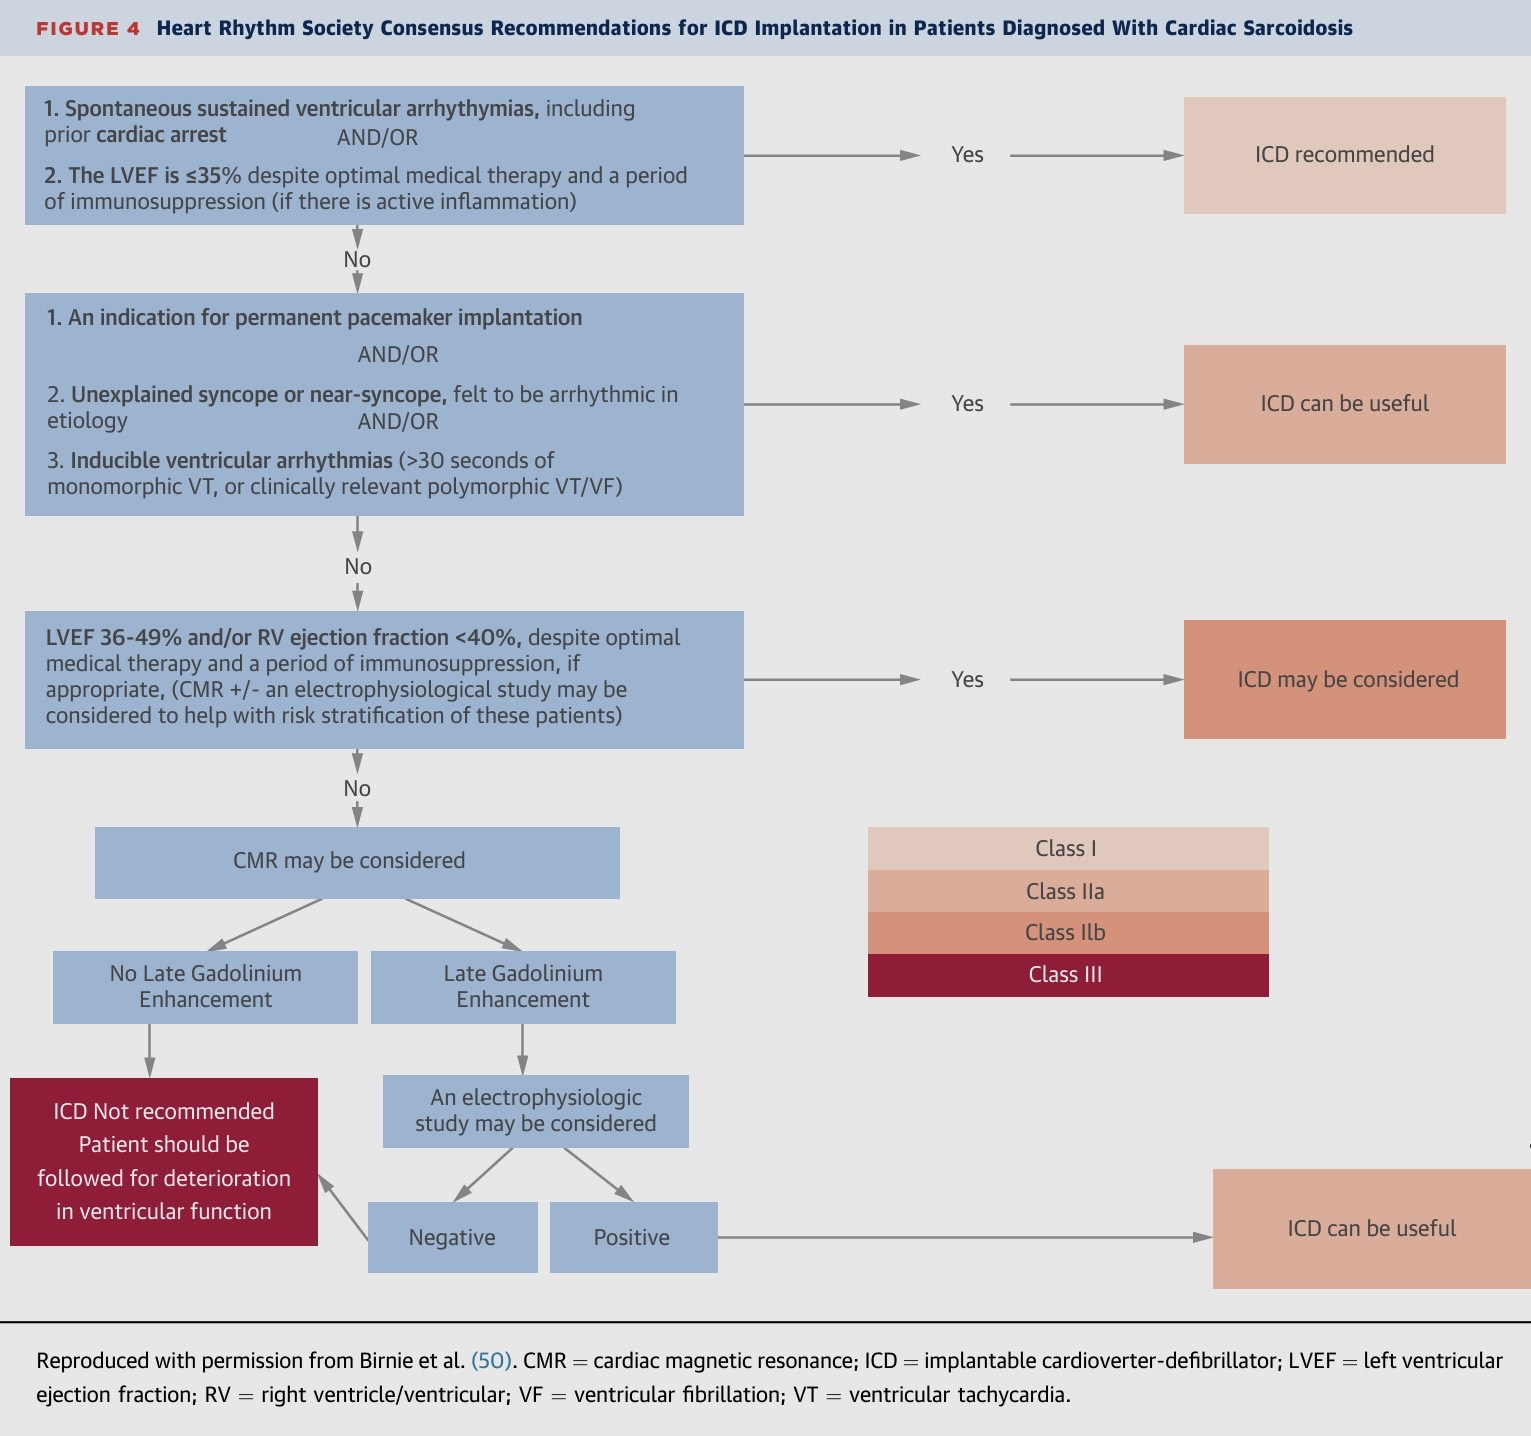 FIGURE 4 Heart Rhythm Society Consensus Recommendations for ICD Implantation in Patients Diagnosed With Cardiac Sarcoidosis
1. Spontaneous sustained ventricular arrhythymias, including
prior cardiac arrest AND/OR
2. The LVEF is ≤35% despite optimal medical therapy and a period
of immunosuppression (if there is active inflammation)
Yes
ICD recommended
No
1. An indication for permanent pacemaker implantation
AND/OR
2. Unexplained syncope or near-syncope, felt to be arrhythmic in
etiology AND/OR
3. Inducible ventricular arrhythmias (>30 seconds of
monomorphic VT, or clinically relevant polymorphic VT/VF)
Yes
ICD can be useful
No
LVEF 36-49% and/or RV ejection fraction <40%, despite optimal
medical therapy and a period of immunosuppression, if
appropriate, (CMR +/- an electrophysiological study may be
considered to help with risk stratification of these patients)
Yes
ICD may be considered
No
CMR may be considered
Class I
Class IIa
Class Ilb
Class III
No Late Gadolinium
Enhancement
Late Gadolinium
Enhancement
ICD Not recommended
Patient should be
followed for deterioration
in ventricular function
An electrophysiologic
study may be considered
Negative
Positive
ICD can be useful
Reproduced with permission from Birnie et al. (50). CMR = cardiac magnetic resonance; ICD = implantable cardioverter-defibrillator; LVEF = left ventricular
ejection fraction; RV = right ventricle/ventricular; VF = ventricular fibrillation; VT = ventricular tachycardia.